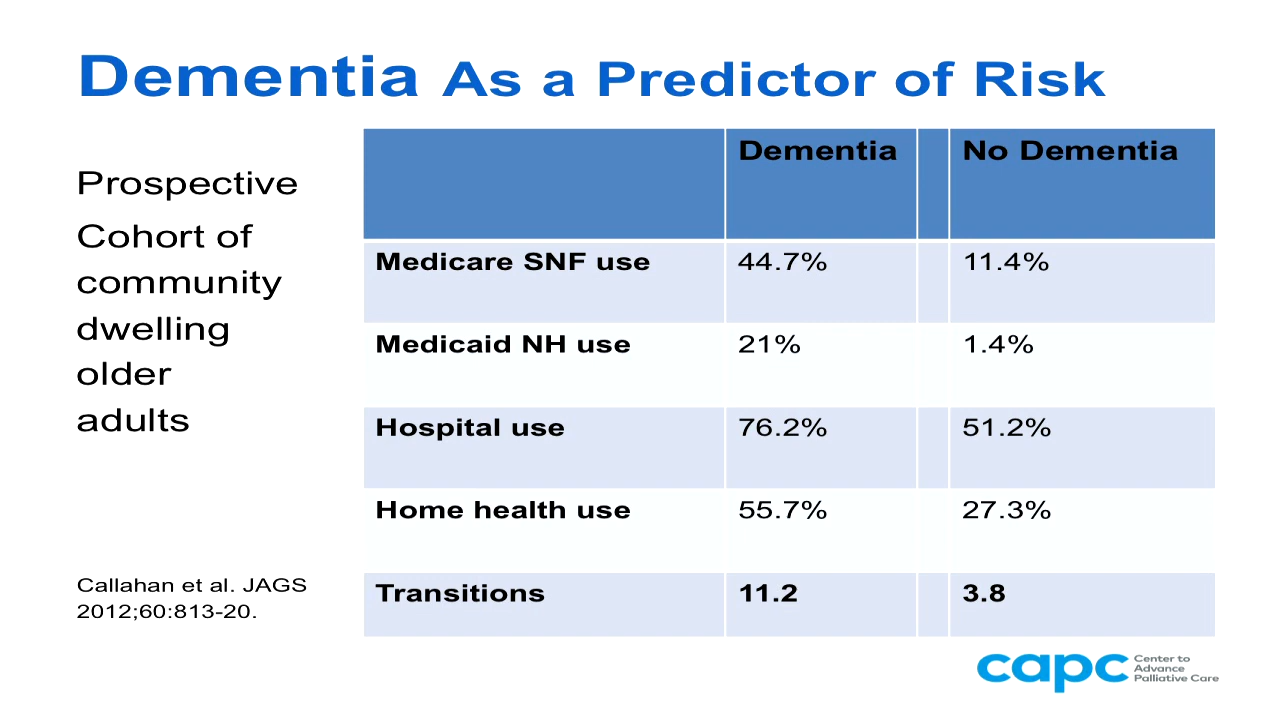 Dementia As a Predictor of Risk
Prospective
Cohort of
community
dwelling
older
adults
Callahan et al. JAGS
2012;60:813-20.
Dementia No Dementia
Medicare SNF use 44.7% 11.4%
Medicaid NH use 21% 1.4%
Hospital use 76.2% 51.2%
Home health use 55.7% 27.3%
Transitions 11.2 3.8
capc
Center to
Advance
Palliative Care